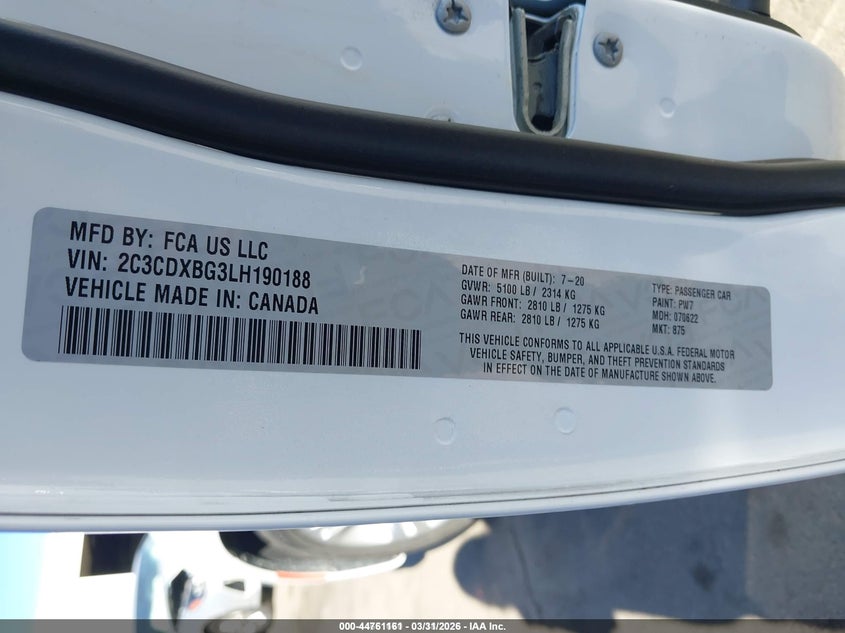 MFD BY: FCA US LLC
VIN: 2C3CDXBG3LH190188
VEHICLE MADE IN: CANADA
DATE OF MFR (BUILT): 7-20
GVWR: 5100 LB / 2314 KG
GAWR FRONT: 2810 LB / 1275 KG
GAWR REAR: 2810 LB / 1275 KG
TYPE: PASSENGER CAR
PAINT: PW7
MDH: 070622
MKT: 875
THIS VEHICLE CONFORMS TO ALL APPLICABLE U.S.A. FEDERAL MOTOR
VEHICLE SAFETY, BUMPER, AND THEFT PREVENTION STANDARDS
IN EFFECT ON THE DATE OF MANUFACTURE SHOWN ABOVE.
000-44761161 - 03/31/2026 - IAA Inc.